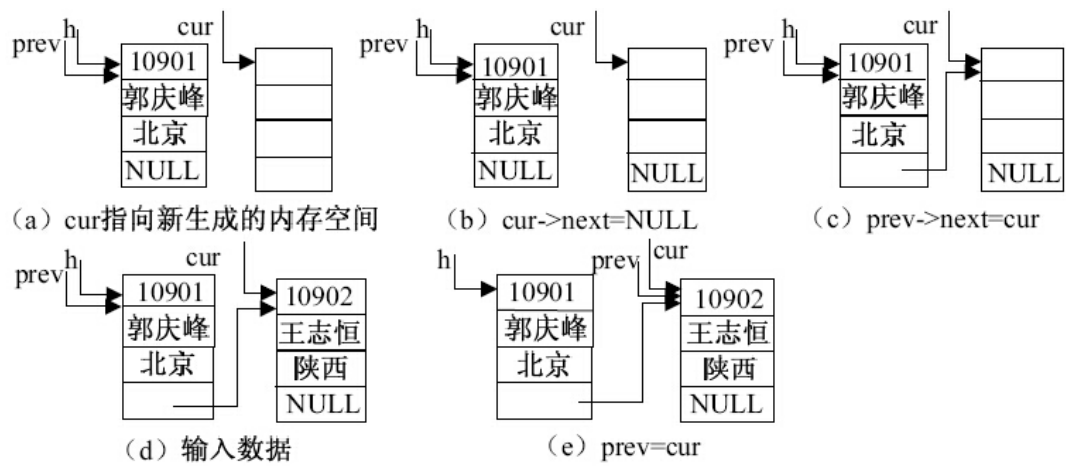 h cur h cur h cur
prev prev prev
10901 10901 10901
郭庆峰 郭庆峰 郭庆峰
北京 北京 北京
NULL NULL NULL NULL
(a)cur指向新生成的内存空间 (b)cur->next=NULL (c)prev->next=cur
prev h cur h prev cur
10901 10902 10901 10902
郭庆峰 王志恒 郭庆峰 王志恒
北京 陕西 北京 陕西
NULL NULL
(d)输入数据 (e)prev=cur